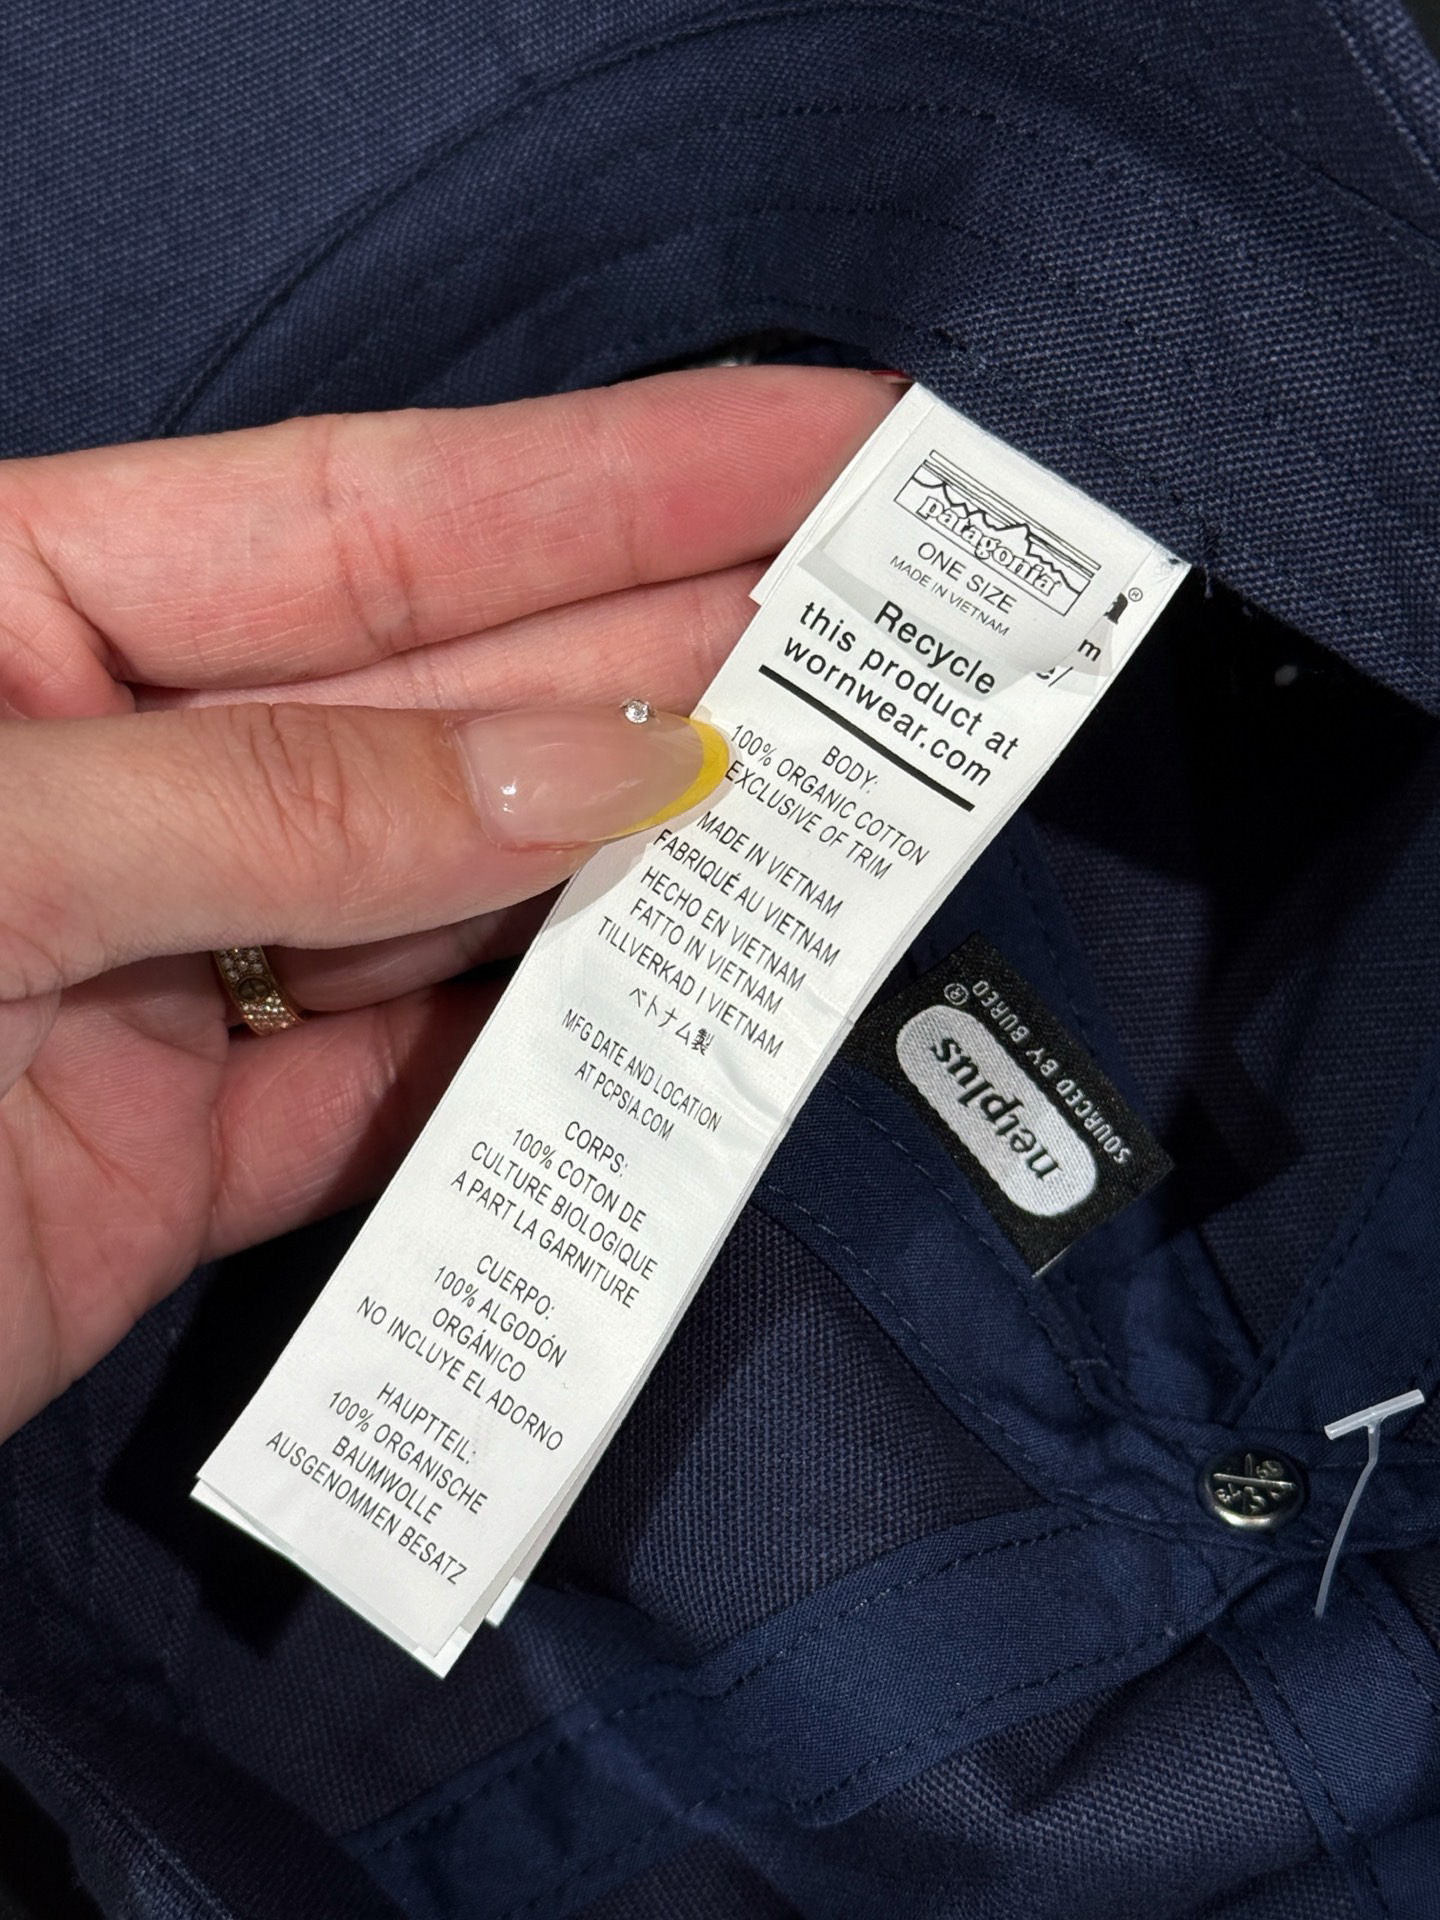 patagonia®
ONE SIZE
MADE IN VIETNAM
Recycle
this product at
wornwear.com
BODY:
100% ORGANIC COTTON
EXCLUSIVE OF TRIM
MADE IN VIETNAM
FABRIQUÉ AU VIETNAM
HECHO EN VIETNAM
FATTO IN VIETNAM
TILLVERKAD I VIETNAM
ベトナム製
MFG DATE AND LOCATION
AT PCPSIA.COM
CORPS:
100% COTON DE
CULTURE BIOLOGIQUE
A PART LA GARNITURE
CUERPO:
100% ALGODÓN
ORGÁNICO
NO INCLUYE EL ADORNO
HAUPTTEIL:
100% ORGANISCHE
BAUMWOLLE
AUSGENOMMEN BESATZ
netplus
SOURCED BY BUREO®